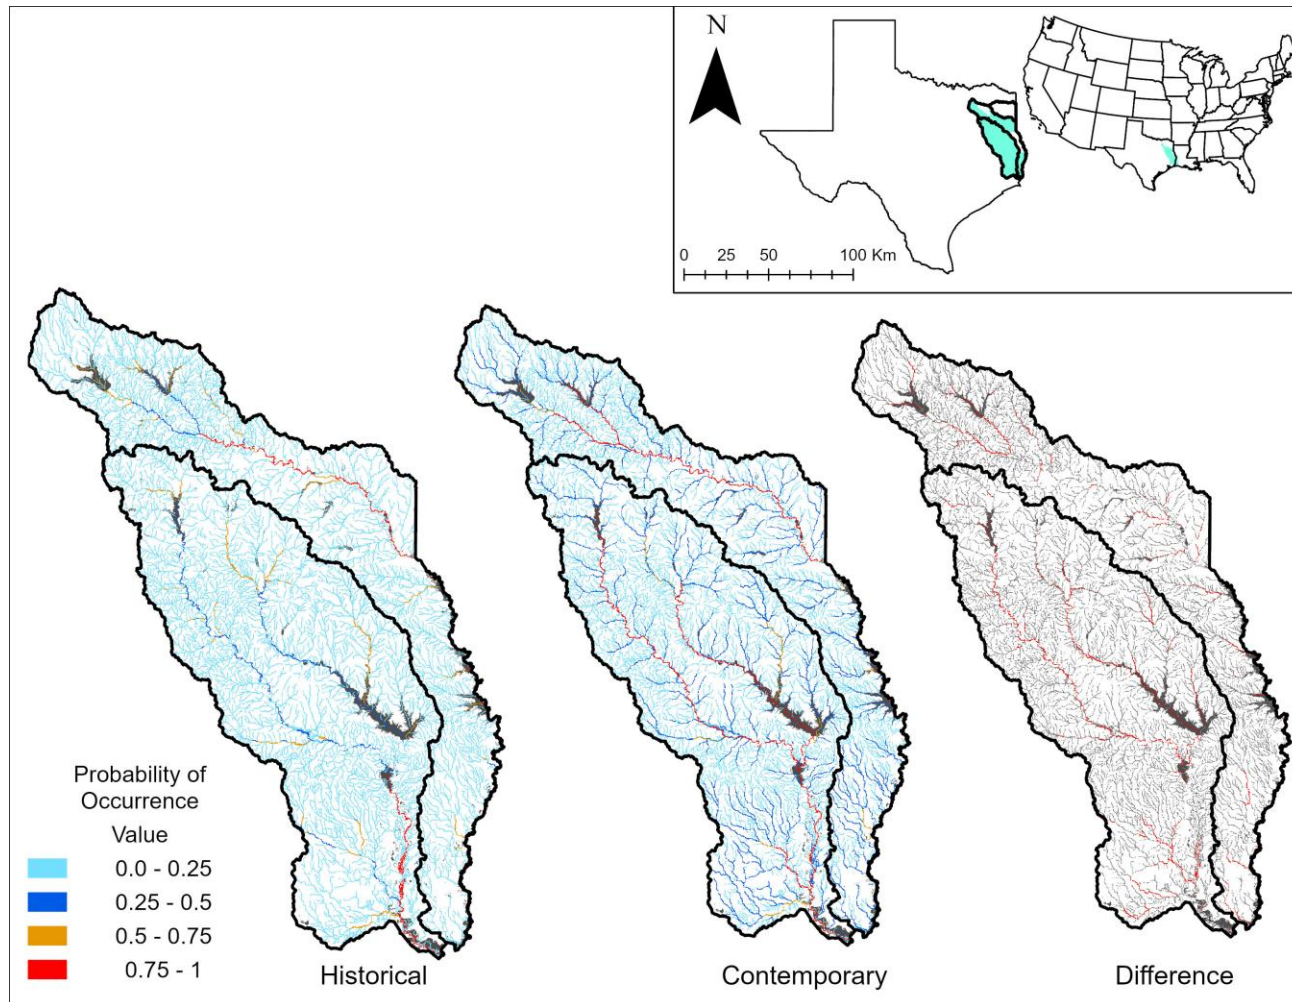 N
0 25 50 100 Km
Probability of
Occurrence
Value
0.0 - 0.25
0.25 - 0.5
0.5 - 0.75
0.75 - 1
Historical
Contemporary
Difference